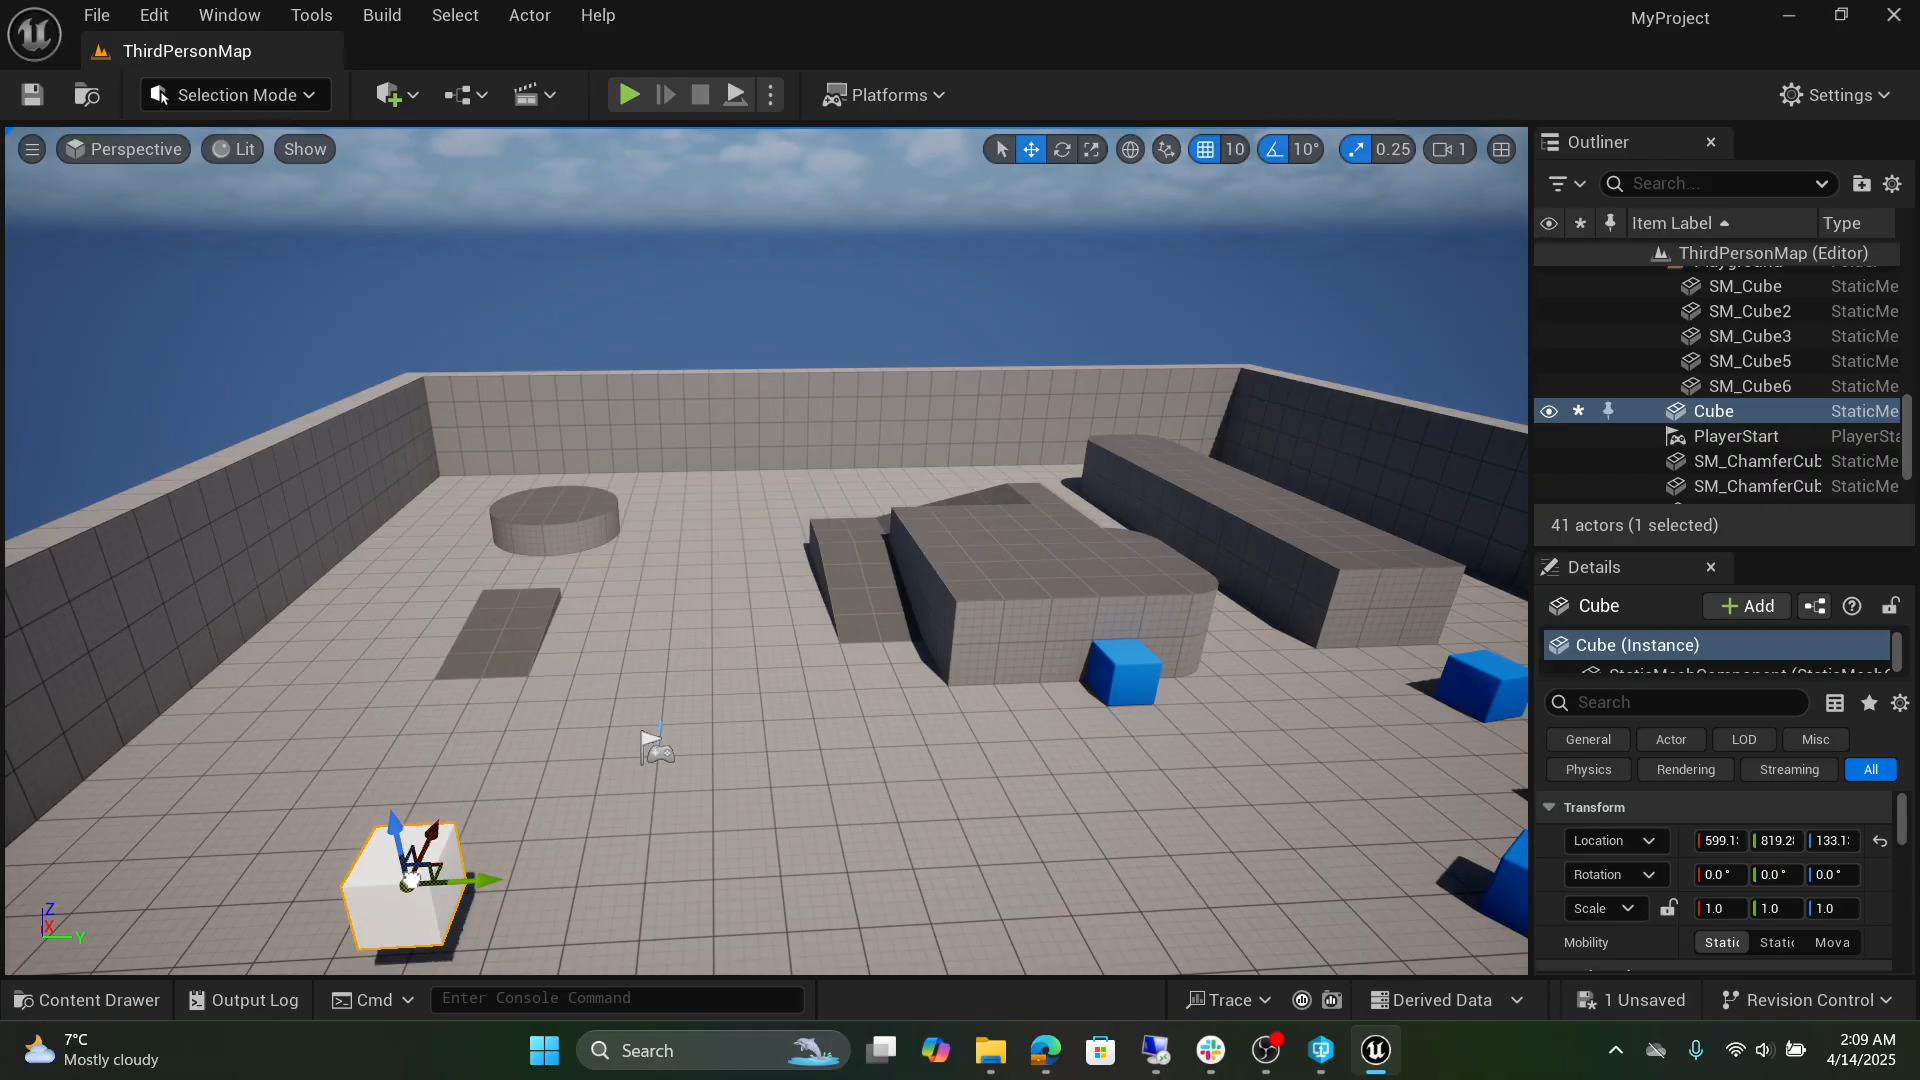 File Edit Window Tools Build Select Actor Help
MyProject
ThirdPersonMap
Selection Mode
Platforms
Settings
Perspective
Lit
Show
10
10°
0.25
1
Outliner
Search...
Item Label
Type
ThirdPersonMap (Editor)
SM_Cube StaticMe
SM_Cube2 StaticMe
SM_Cube3 StaticMe
SM_Cube5 StaticMe
SM_Cube6 StaticMe
Cube StaticMe
PlayerStart PlayerSta
SM_ChamferCub StaticMe
SM_ChamferCub StaticMe
41 actors (1 selected)
Details
Cube
Add
Cube (Instance)
Search
General Actor LOD Misc
Physics Rendering Streaming All
Transform
Location 599.1 819.2 133.1
Rotation 0.0° 0.0° 0.0°
Scale 1.0 1.0 1.0
Mobility Static Static Mova
Z
X
Y
Content Drawer
Output Log
Cmd
Enter Console Command
Trace
Derived Data
1 Unsaved
Revision Control
7°C
Mostly cloudy
Search
2:09 AM
4/14/2025